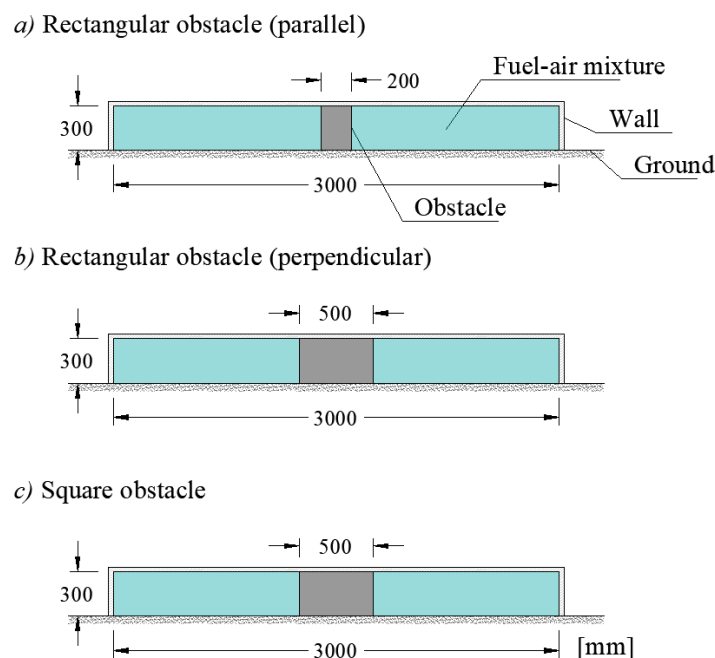 a) Rectangular obstacle (parallel)
200
Fuel-air mixture
300
Wall
Ground
3000
Obstacle
b) Rectangular obstacle (perpendicular)
500
300
3000
c) Square obstacle
500
300
3000
[mm]